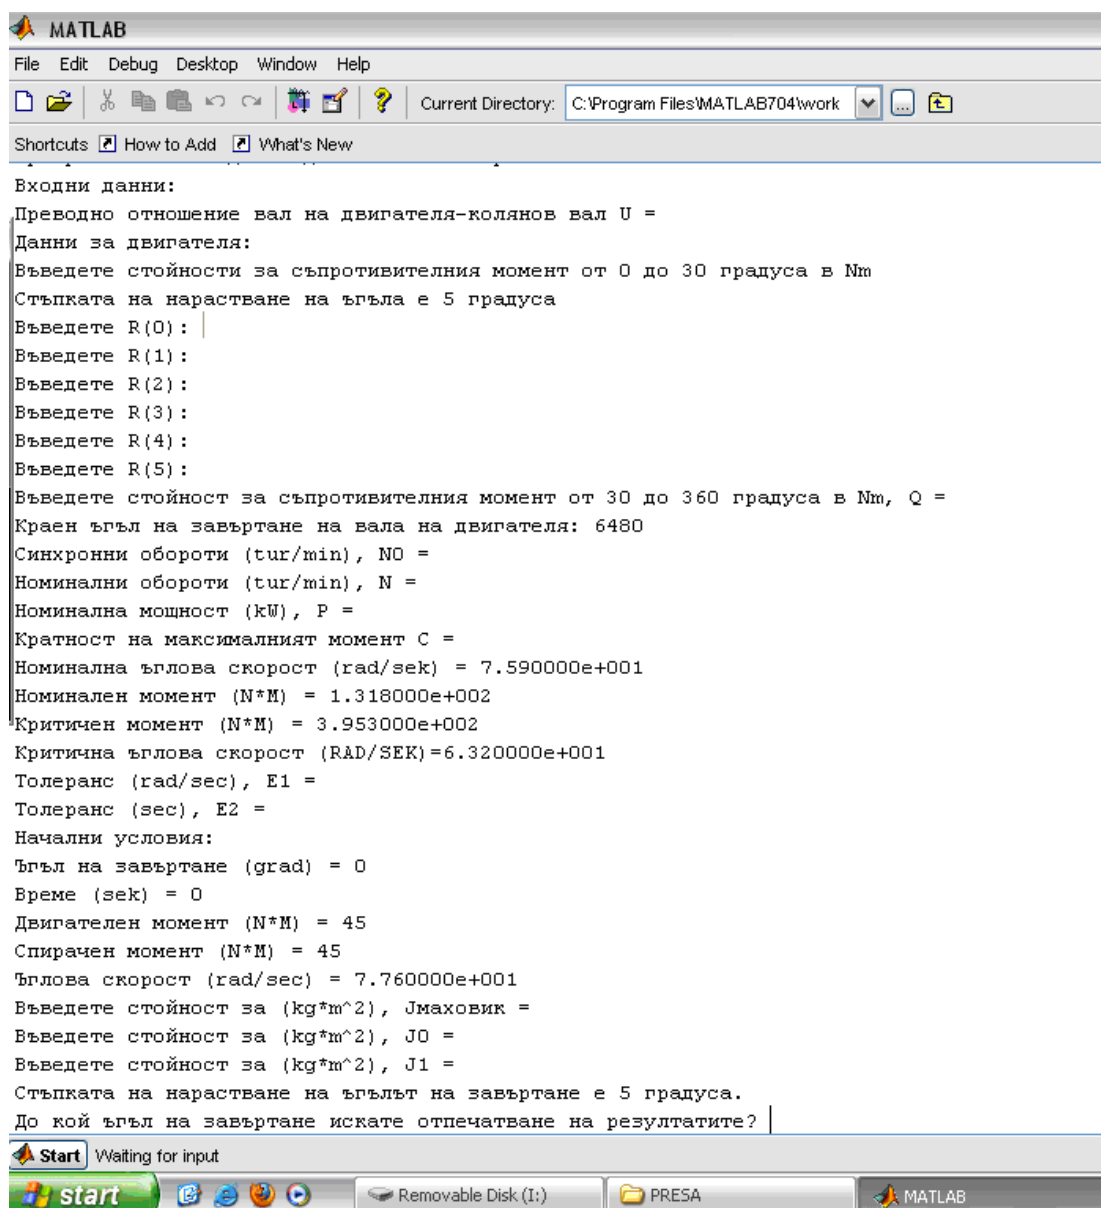 MATLAB
File Edit Debug Desktop Window Help
Current Directory: C:\Program Files\MATLAB704\work
Shortcuts How to Add What's New
Входни данни:
Преводно отношение вал на двигателя-колянов вал U =
Данни за двигателя:
Въведете стойности за съпротивителния момент от 0 до 30 градуса в Nm
Стъпката на нарастване на ъгъла е 5 градуса
Въведете R(0):
Въведете R(1):
Въведете R(2):
Въведете R(3):
Въведете R(4):
Въведете R(5):
Въведете стойност за съпротивителния момент от 30 до 360 градуса в Nm, Q =
Краен ъгъл на завъртане на вала на двигателя: 6480
Синхронни обороти (tur/min), N0 =
Номинални обороти (tur/min), N =
Номинална мощност (kW), P =
Кратност на максималният момент C =
Номинална ъглова скорост (rad/sek) = 7.590000e+001
Номинален момент (N*M) = 1.318000e+002
Критичен момент (N*M) = 3.953000e+002
Критична ъглова скорост (RAD/SEK)=6.320000e+001
Толеранс (rad/sec), E1 =
Толеранс (sec), E2 =
Начални условия:
Ъгъл на завъртане (grad) = 0
Време (sek) = 0
Двигателен момент (N*M) = 45
Спирачен момент (N*M) = 45
Ъглова скорост (rad/sec) = 7.760000e+001
Въведете стойност за (kg*m^2), Jмаховик =
Въведете стойност за (kg*m^2), J0 =
Въведете стойност за (kg*m^2), J1 =
Стъпката на нарастване на ъгълът на завъртане е 5 градуса.
До кой ъгъл на завъртане искате отпечатване на резултатите?
Start Waiting for input
start Removable Disk (I:) PRESA MATLAB